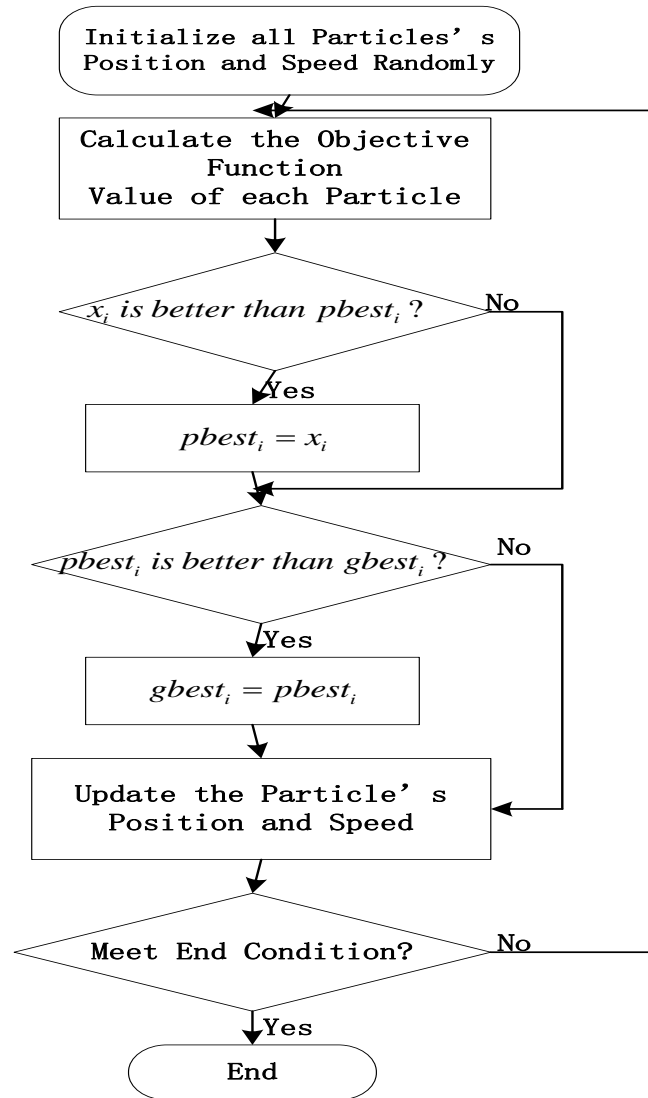 Initialize all Particles’s
Position and Speed Randomly
Calculate the Objective
Function
Value of each Particle
x_i is better than pbest_i ?
No
Yes
pbest_i = x_i
pbest_i is better than gbest_i ?
No
Yes
gbest_i = pbest_i
Update the Particle’s
Position and Speed
Meet End Condition?
No
Yes
End